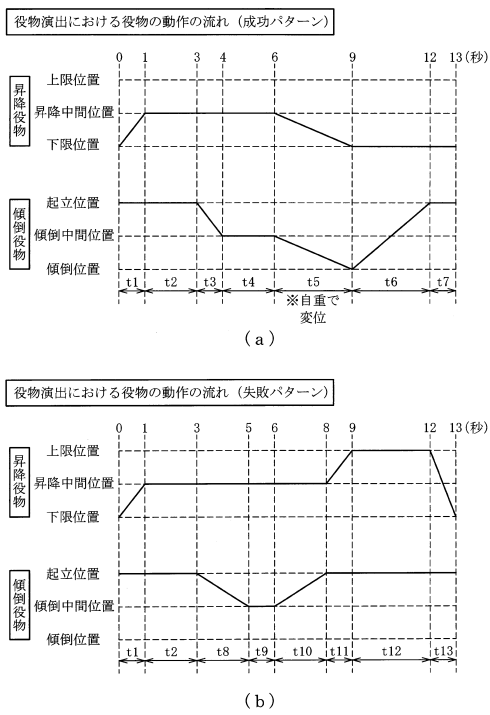 役物演出における役物の動作の流れ(成功パターン)
0 1 3 4 6 9 12 13(秒)
昇降役物
上限位置
昇降中間位置
下限位置
傾倒役物
起立位置
傾倒中間位置
傾倒位置
t1 t2 t3 t4 t5 t6 t7
※自重で
変位
(a)
役物演出における役物の動作の流れ(失敗パターン)
0 1 3 5 6 8 9 12 13(秒)
昇降役物
上限位置
昇降中間位置
下限位置
傾倒役物
起立位置
傾倒中間位置
傾倒位置
t1 t2 t8 t9 t10 t11 t12 t13
(b)